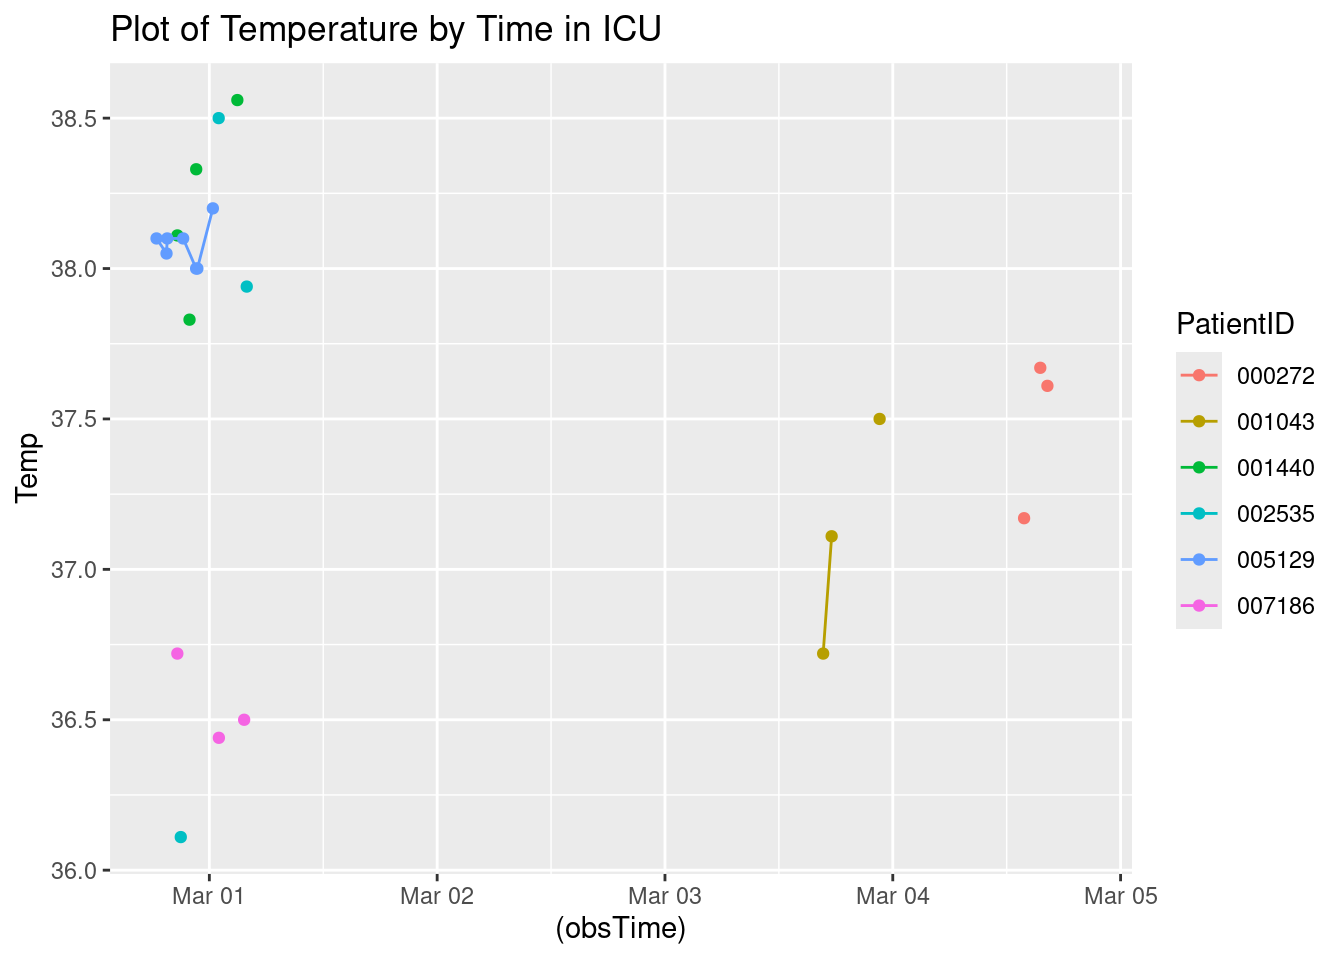 Plot of Temperature by Time in ICU
38.5
38.0
37.5
37.0
36.5
36.0
Temp
Mar 01 Mar 02 Mar 03 Mar 04 Mar 05
(obsTime)
PatientID
000272
001043
001440
002535
005129
007186